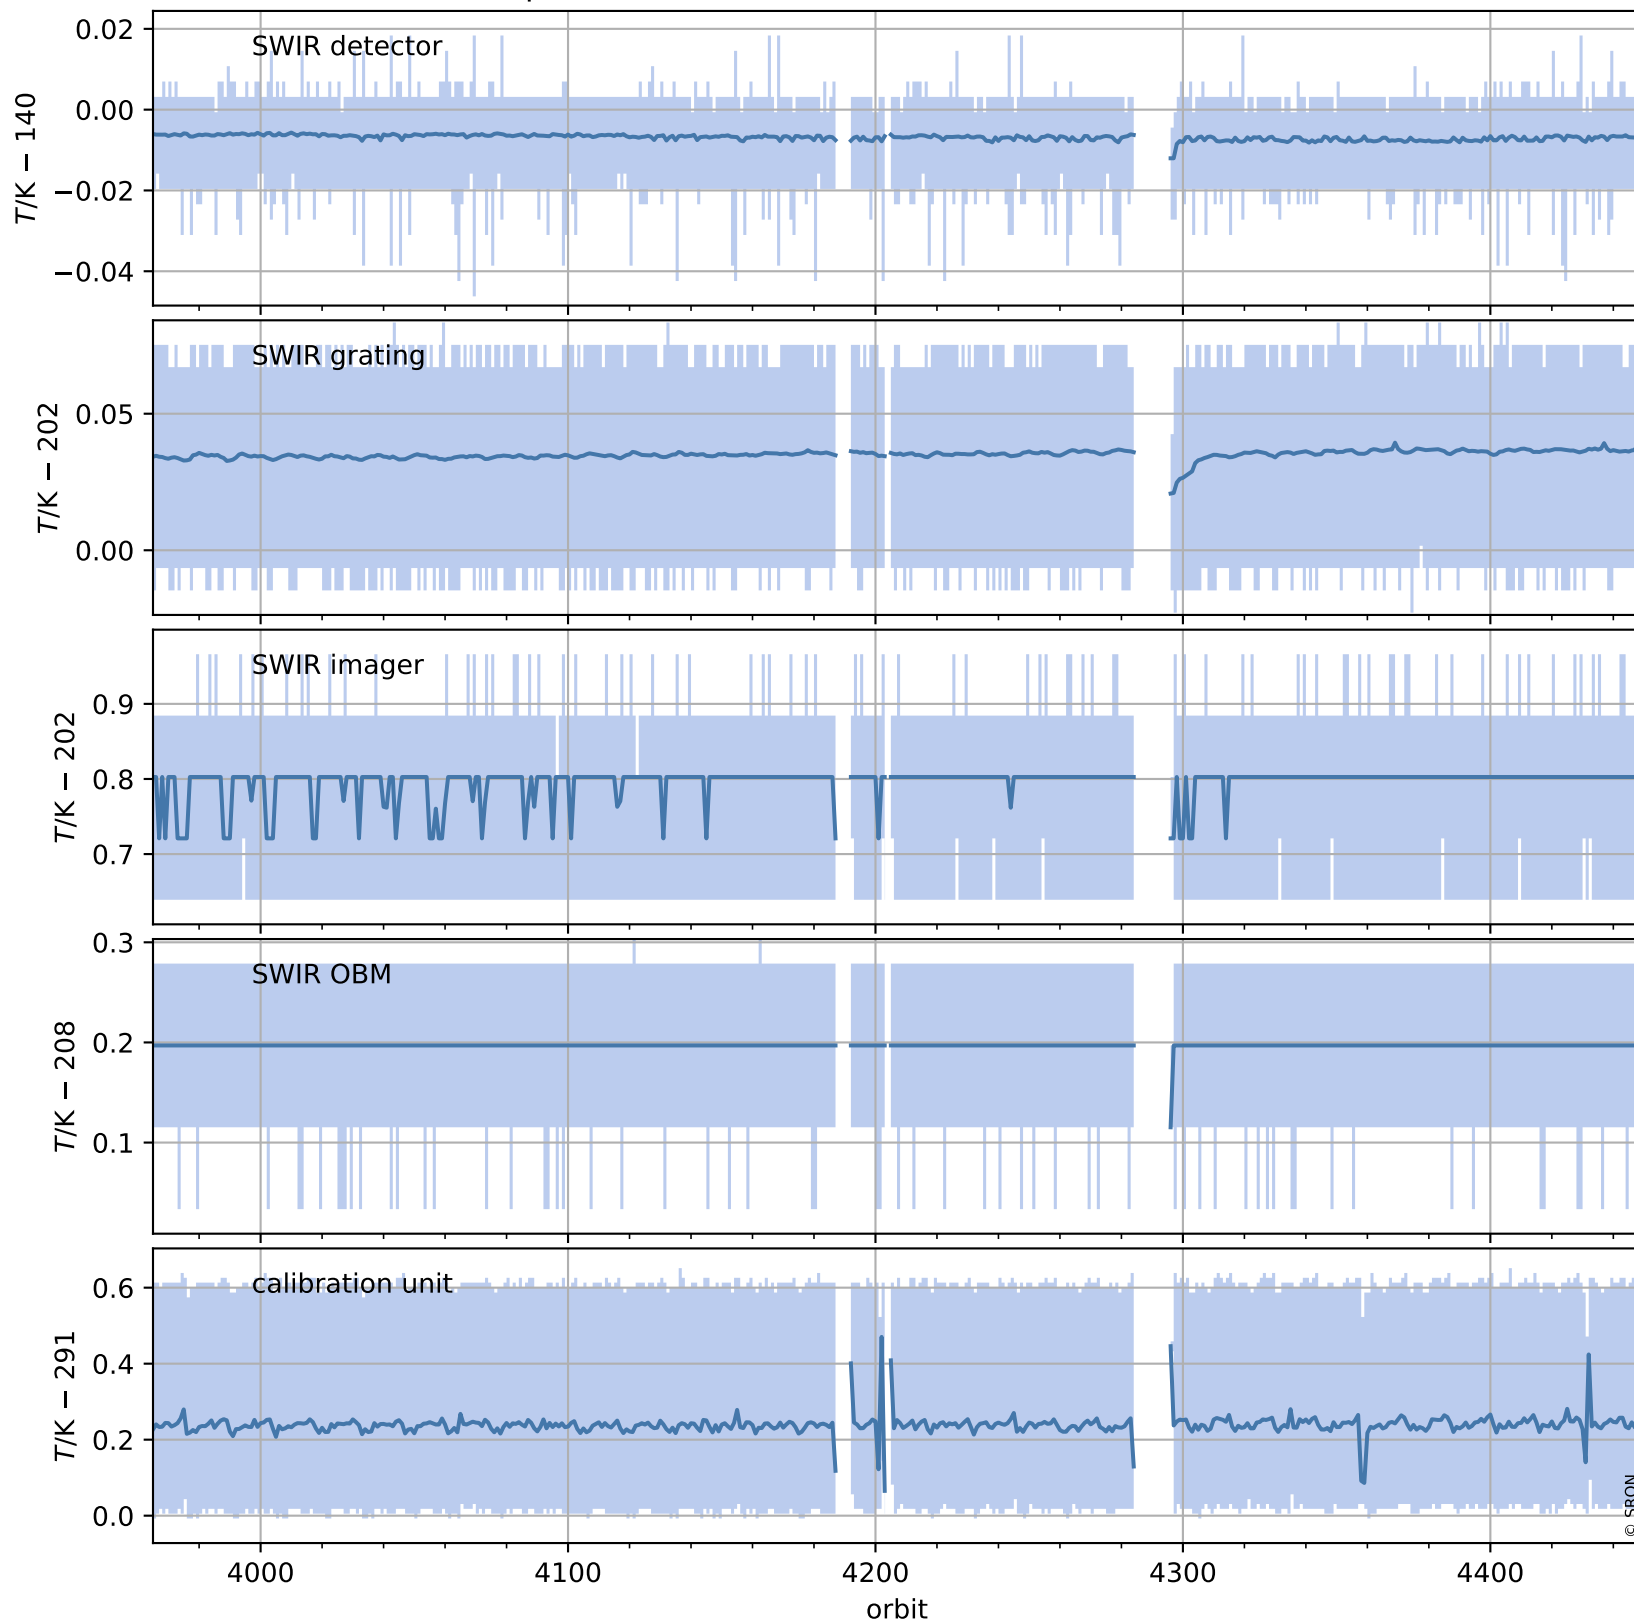 0.02
0.00
−0.02
−0.04
T/K − 140
SWIR detector
0.05
0.00
T/K − 202
SWIR grating
0.9
0.8
0.7
T/K − 202
SWIR imager
0.3
0.2
0.1
T/K − 208
SWIR OBM
0.6
0.4
0.2
0.0
T/K − 291
calibration unit
© SRON
4000 4100 4200 4300 4400
orbit